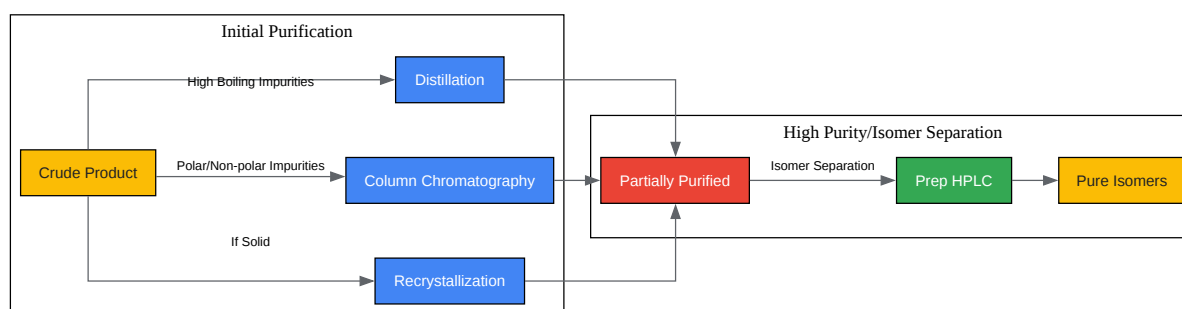 Initial Purification
High Boiling Impurities
Distillation
High Purity/Isomer Separation
Crude Product
Polar/Non-polar Impurities
Column Chromatography
Partially Purified
Isomer Separation
Prep HPLC
Pure Isomers
If Solid
Recrystallization